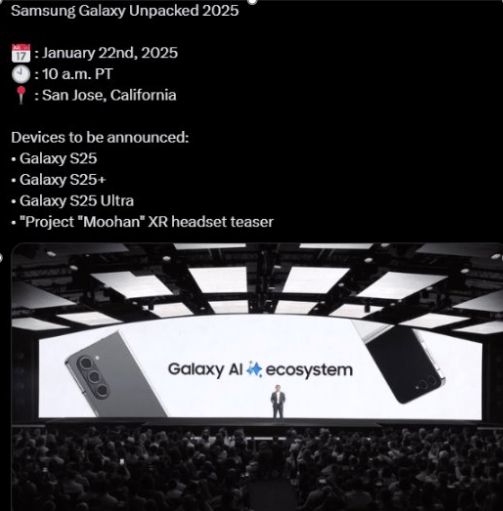 Samsung Galaxy Unpacked 2025
📅 : January 22nd, 2025
🕙 : 10 a.m. PT
📍 : San Jose, California
Devices to be announced:
• Galaxy S25
• Galaxy S25+
• Galaxy S25 Ultra
• "Project "Moohan" XR headset teaser
Galaxy AI ecosystem